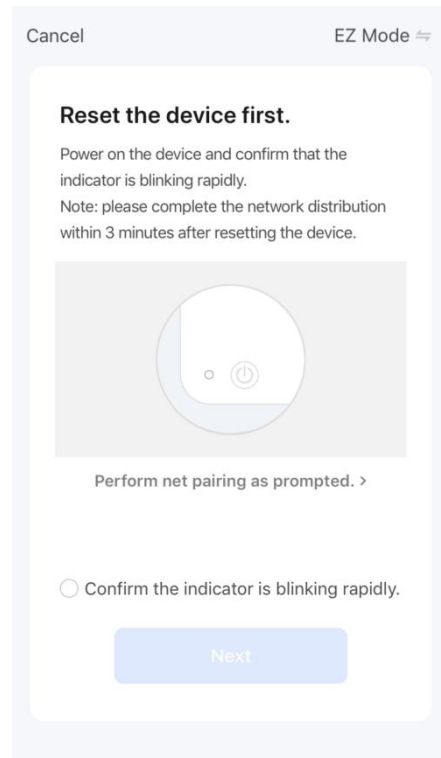 Cancel
EZ Mode
Reset the device first.
Power on the device and confirm that the
indicator is blinking rapidly.
Note: please complete the network distribution
within 3 minutes after resetting the device.
Perform net pairing as prompted. >
Confirm the indicator is blinking rapidly.
Next